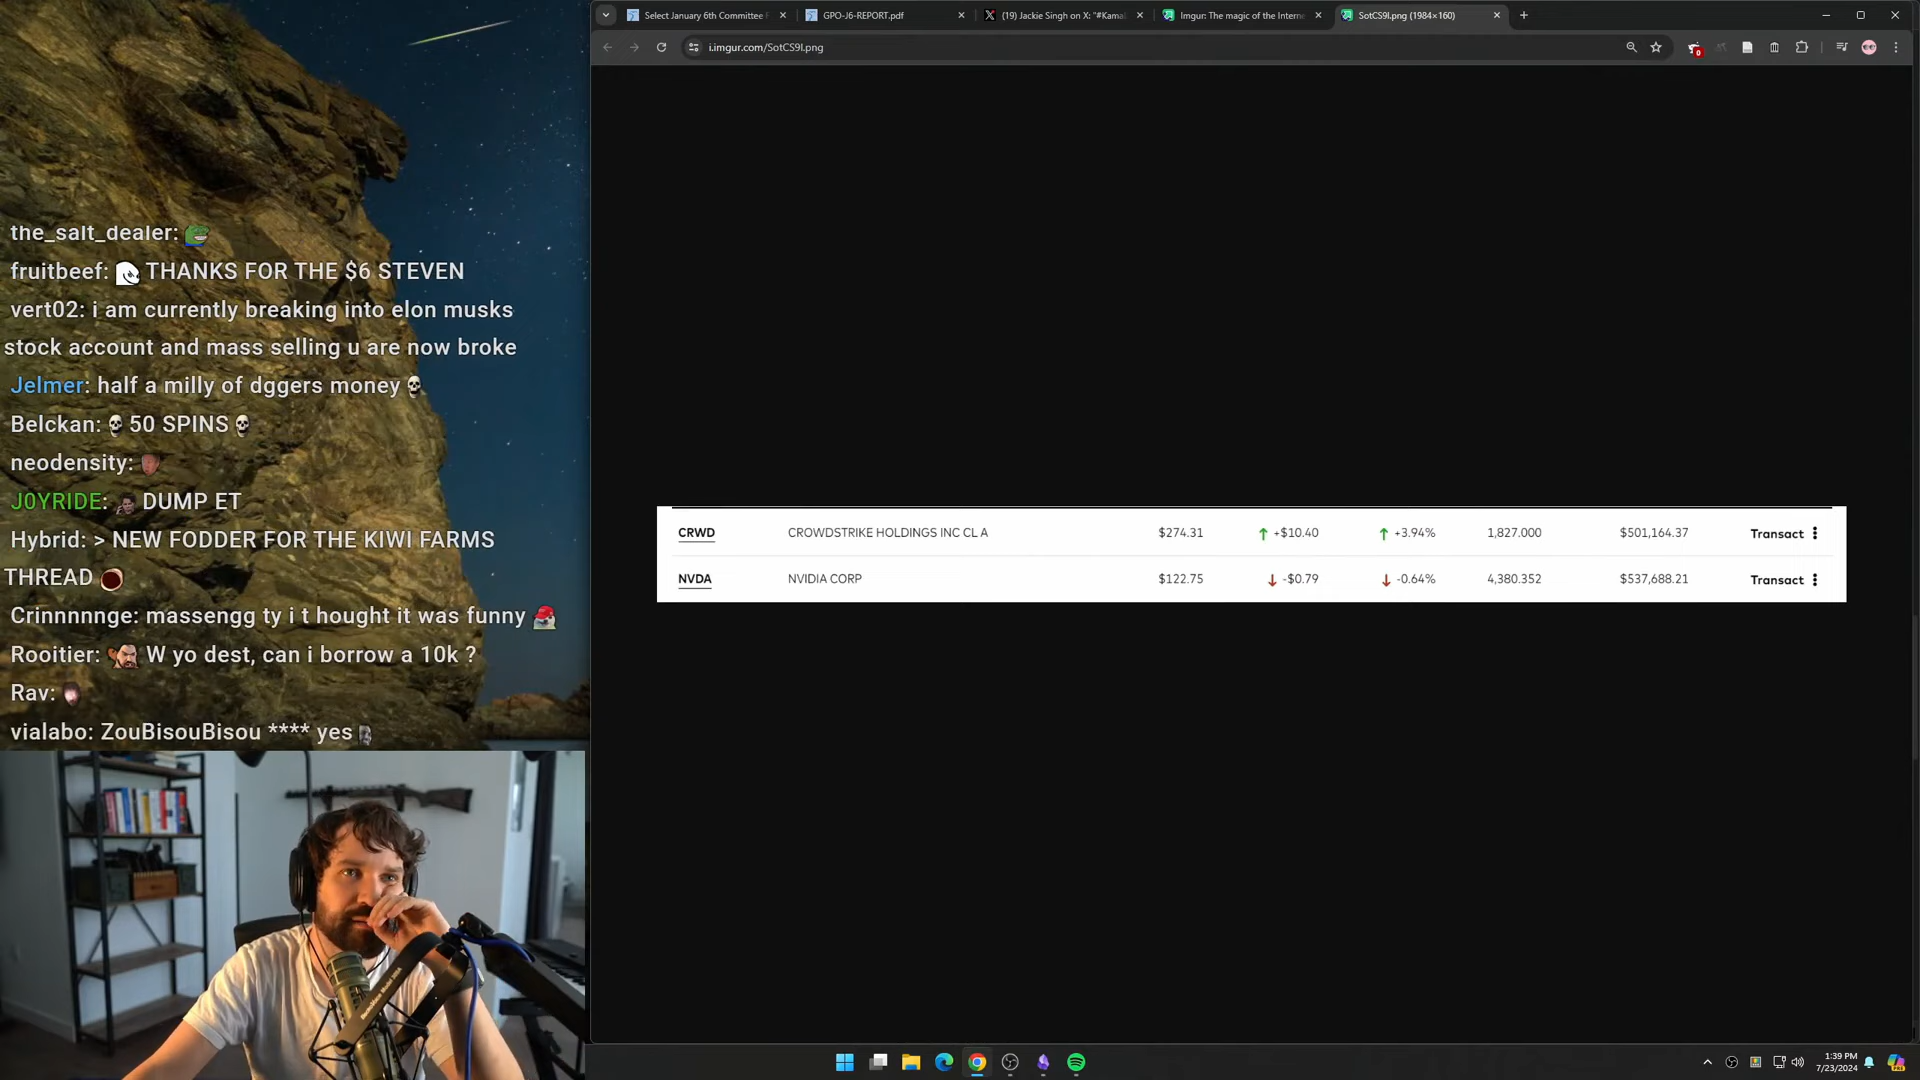 Select January 6th Committee F
GPO-J6-REPORT.pdf
(19) Jackie Singh on X: "#Kamal
Imgur: The magic of the Interne
SotCS9l.png (1984×160)
i.imgur.com/SotCS9l.png
0
the_salt_dealer:
fruitbeef: THANKS FOR THE $6 STEVEN
vert02: i am currently breaking into elon musks
stock account and mass selling u are now broke
Jelmer: half a milly of dggers money
Belckan: 50 SPINS
neodensity:
J0YRIDE: DUMP ET
Hybrid: > NEW FODDER FOR THE KIWI FARMS
THREAD
Crinnnnnge: massengg ty i t hought it was funny
Rooitier: W yo dest, can i borrow a 10k ?
Rav:
vialabo: ZouBisouBisou **** yes
CRWD CROWDSTRIKE HOLDINGS INC CL A $274.31 ↑ +$10.40 ↑ +3.94% 1,827.000 $501,164.37 Transact
NVDA NVIDIA CORP $122.75 ↓ -$0.79 ↓ -0.64% 4,380.352 $537,688.21 Transact
1:39 PM
7/23/2024